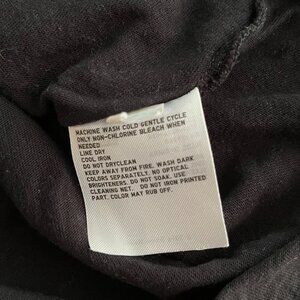 MACHINE WASH COLD GENTLE CYCLE
ONLY NON-CHLORINE BLEACH WHEN
NEEDED
LINE DRY
COOL IRON
DO NOT DRYCLEAN
KEEP AWAY FROM FIRE. WASH DARK
COLORS SEPARATELY. NO OPTICAL
BRIGHTENERS. DO NOT SOAK. USE
CLEANING NET. DO NOT IRON PRINTED
PART. COLOR MAY RUB OFF.